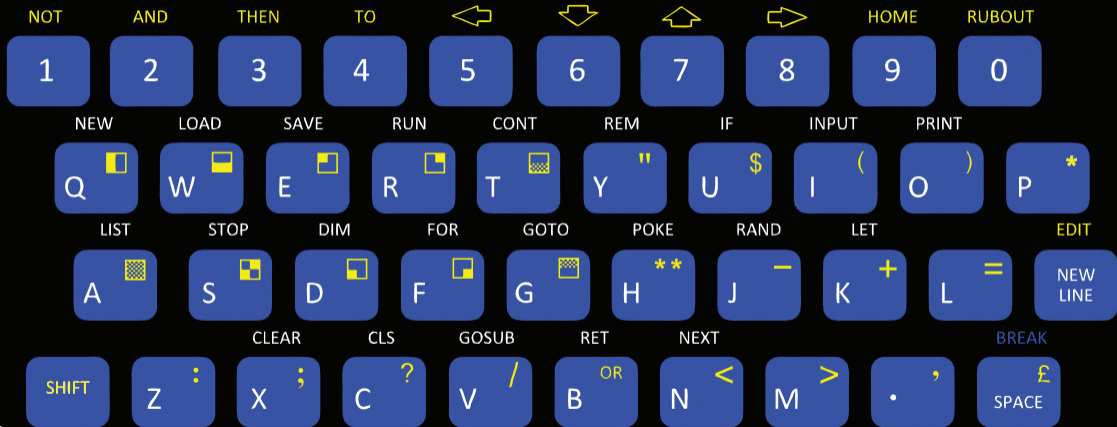 NOT AND THEN TO HOME RUBOUT
1 2 3 4 5 6 7 8 9 0
NEW LOAD SAVE RUN CONT REM IF INPUT PRINT
Q W E R T Y " U $ I ( O ) P *
LIST STOP DIM FOR GOTO POKE RAND LET EDIT
A S D F G H ** J − K + L = NEW
LINE
CLEAR CLS GOSUB RET NEXT BREAK
SHIFT Z : X ; C ? V / B OR N < M > . , £
SPACE